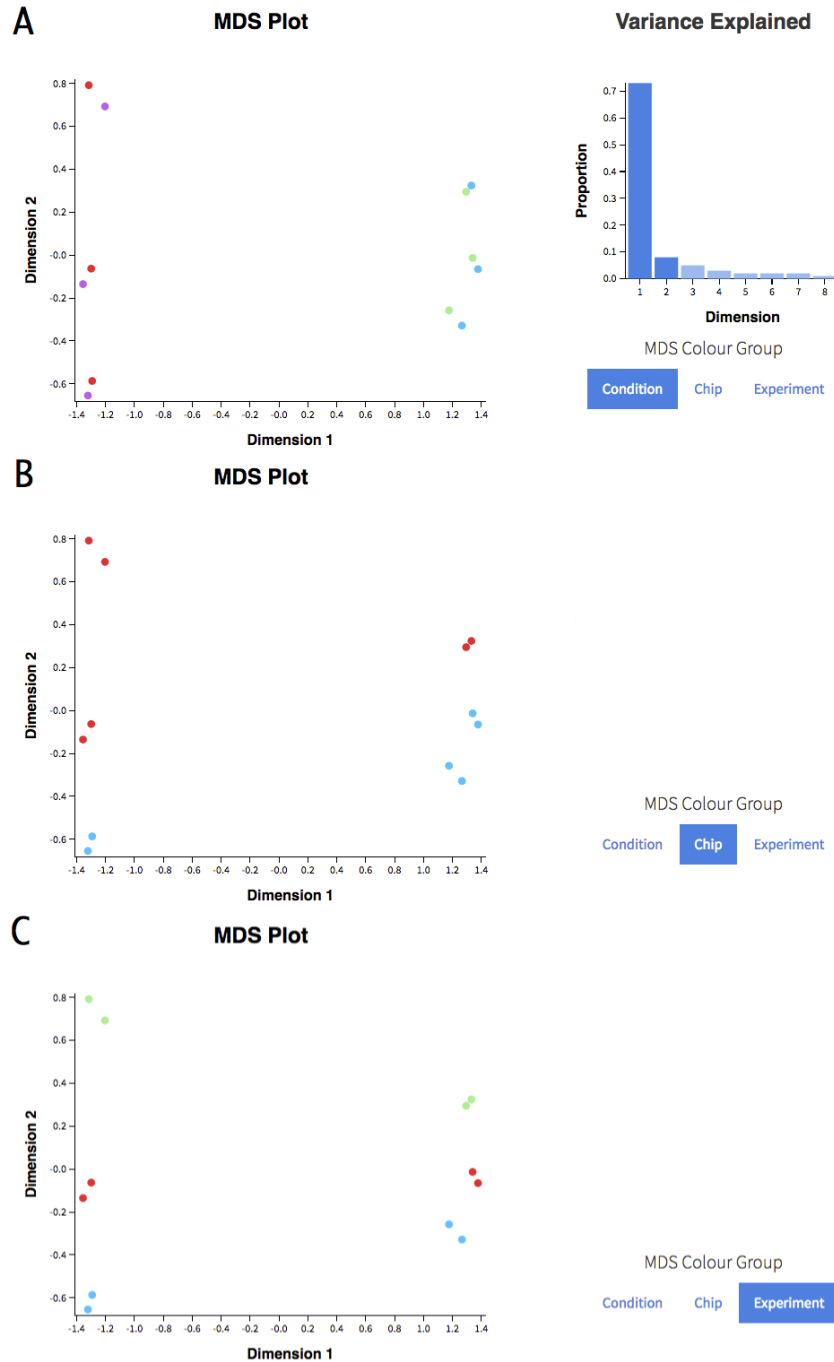 A
MDS Plot
Variance Explained
0.8
0.6
0.4
0.2
-0.0
-0.2
-0.4
-0.6
Dimension 2
-1.4 -1.2 -1.0 -0.8 -0.6 -0.4 -0.2 -0.0 0.2 0.4 0.6 0.8 1.0 1.2 1.4
Dimension 1
0.7
0.6
0.5
0.4
0.3
0.2
0.1
0.0
Proportion
1 2 3 4 5 6 7 8
Dimension
MDS Colour Group
Condition Chip Experiment
B
MDS Plot
0.8
0.6
0.4
0.2
-0.0
-0.2
-0.4
-0.6
Dimension 2
-1.4 -1.2 -1.0 -0.8 -0.6 -0.4 -0.2 -0.0 0.2 0.4 0.6 0.8 1.0 1.2 1.4
Dimension 1
MDS Colour Group
Condition Chip Experiment
C
MDS Plot
0.8
0.6
0.4
0.2
-0.0
-0.2
-0.4
-0.6
Dimension 2
-1.4 -1.2 -1.0 -0.8 -0.6 -0.4 -0.2 -0.0 0.2 0.4 0.6 0.8 1.0 1.2 1.4
Dimension 1
MDS Colour Group
Condition Chip Experiment